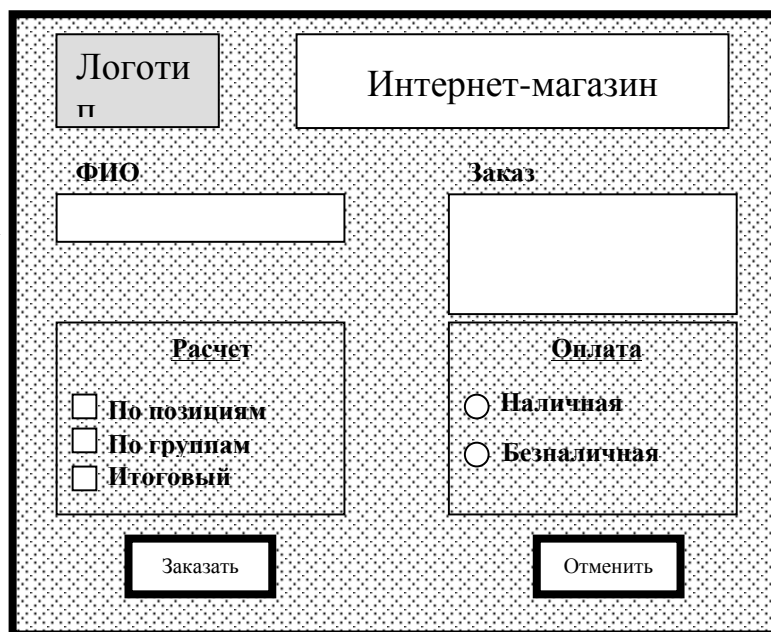 Логоти
п
Интернет-магазин
ФИО
Заказ
Расчет
По позициям
По группам
Итоговый
Оплата
Наличная
Безналичная
Заказать
Отменить